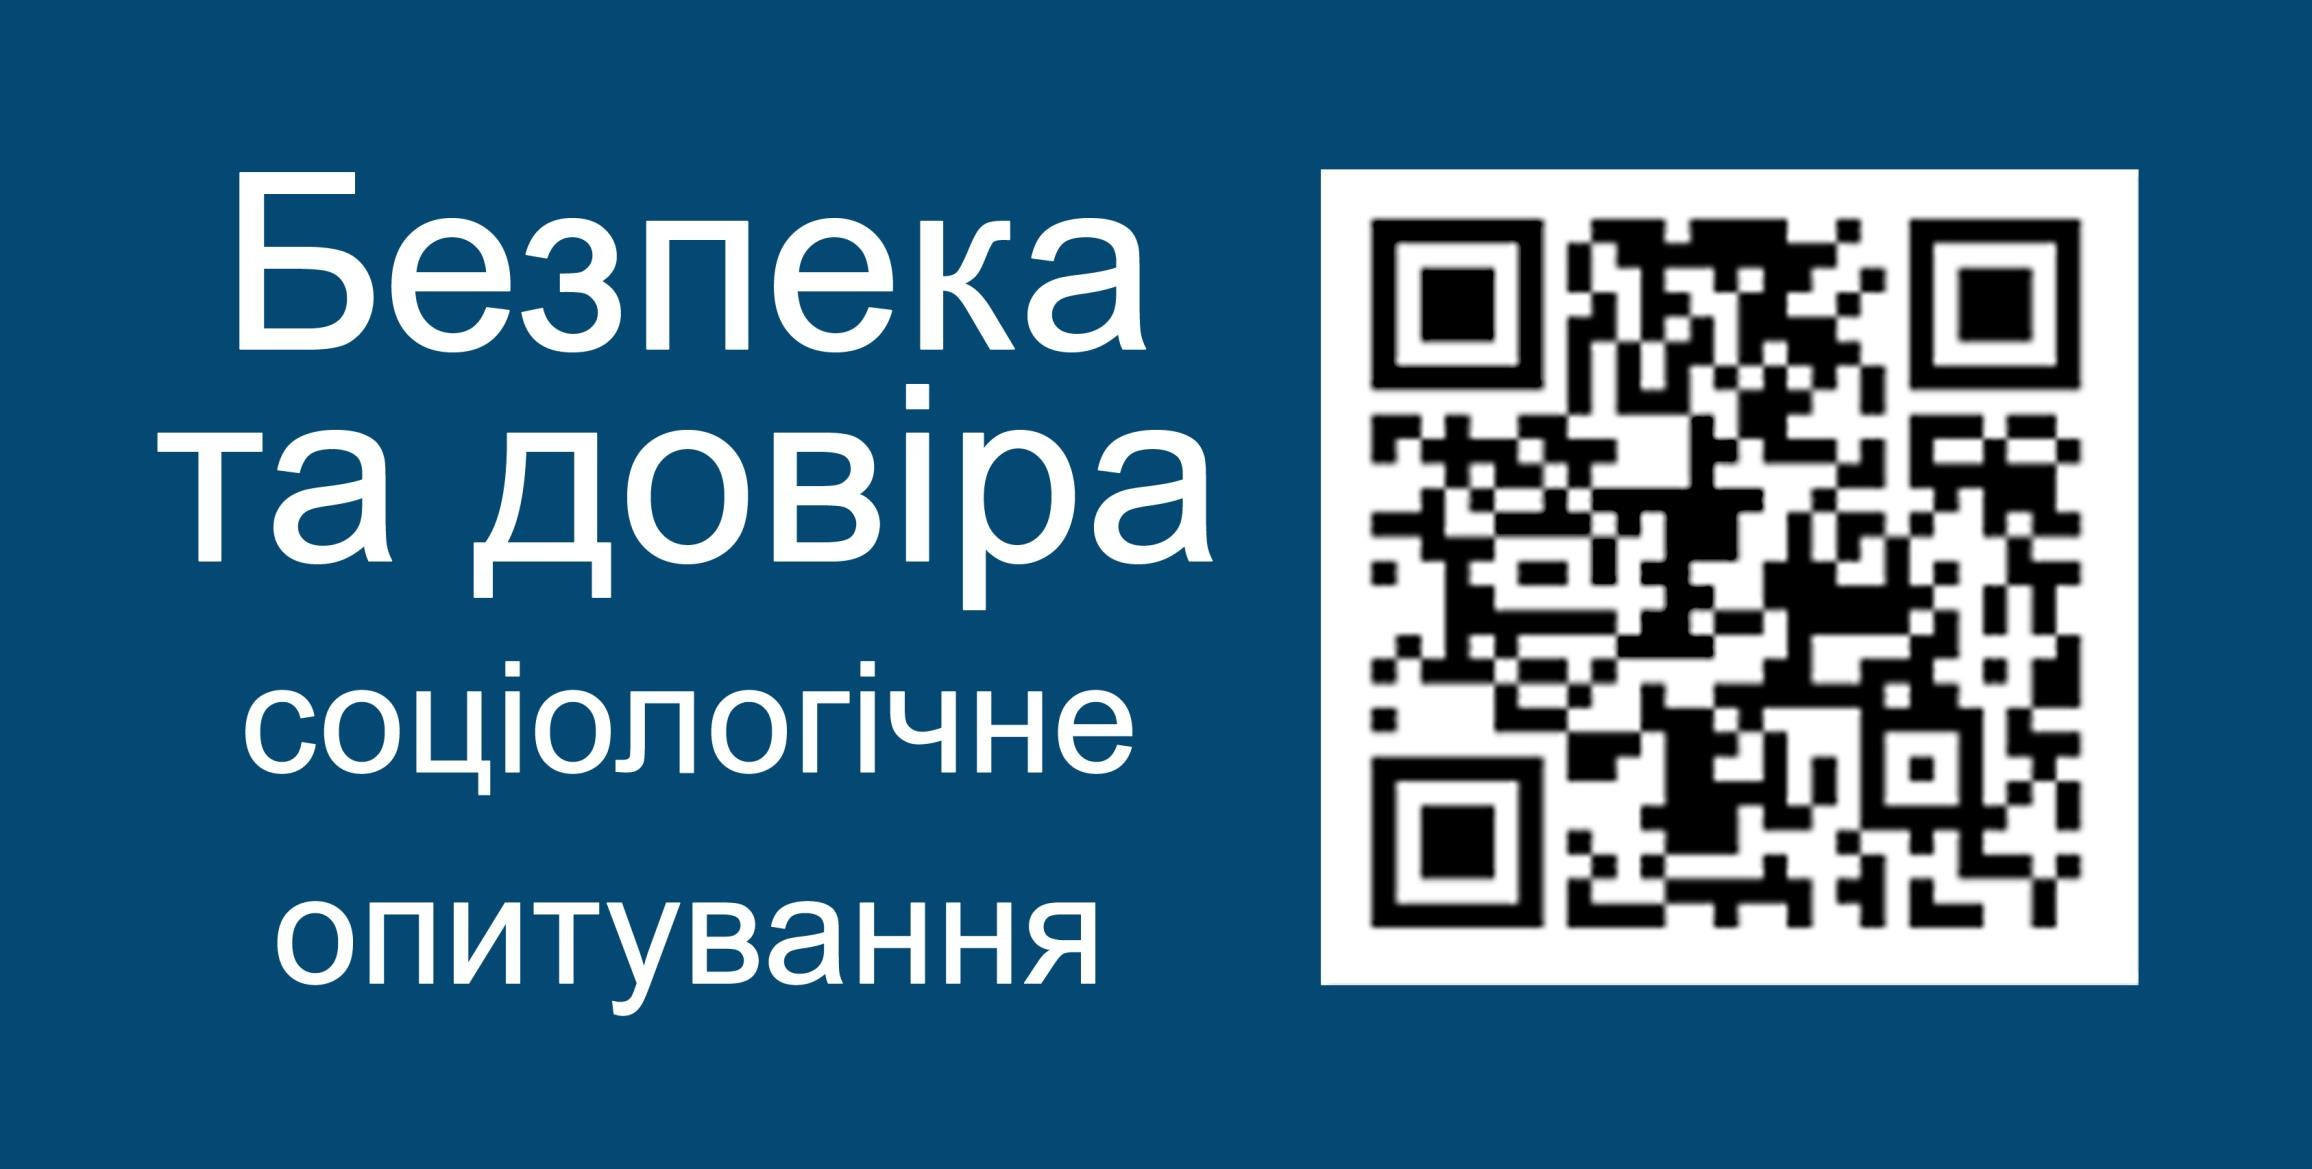 Безпека
та довіра
соціологічне
опитування